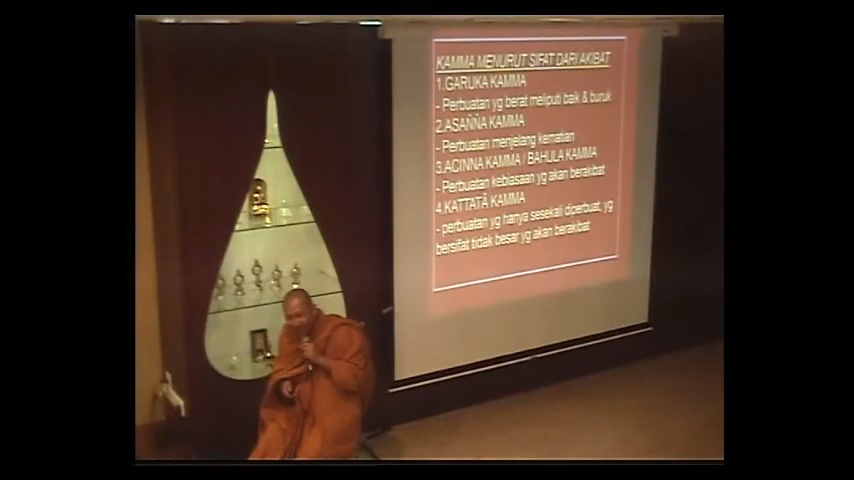 KAMMA MENURUT SIFAT DARI AKIBAT
1.GARUKA KAMMA
- Perbuatan yg berat meliputi baik & buruk
2.ASAÑÑA KAMMA
- Perbuatan menjelang kematian
3.ACINNA KAMMA / BAHULA KAMMA
- Perbuatan kebiasaan yg akan berakibat
4.KATTATĀ KAMMA
- perbuatan yg hanya sesekali diperbuat, yg
bersifat tidak besar yg akan berakibat